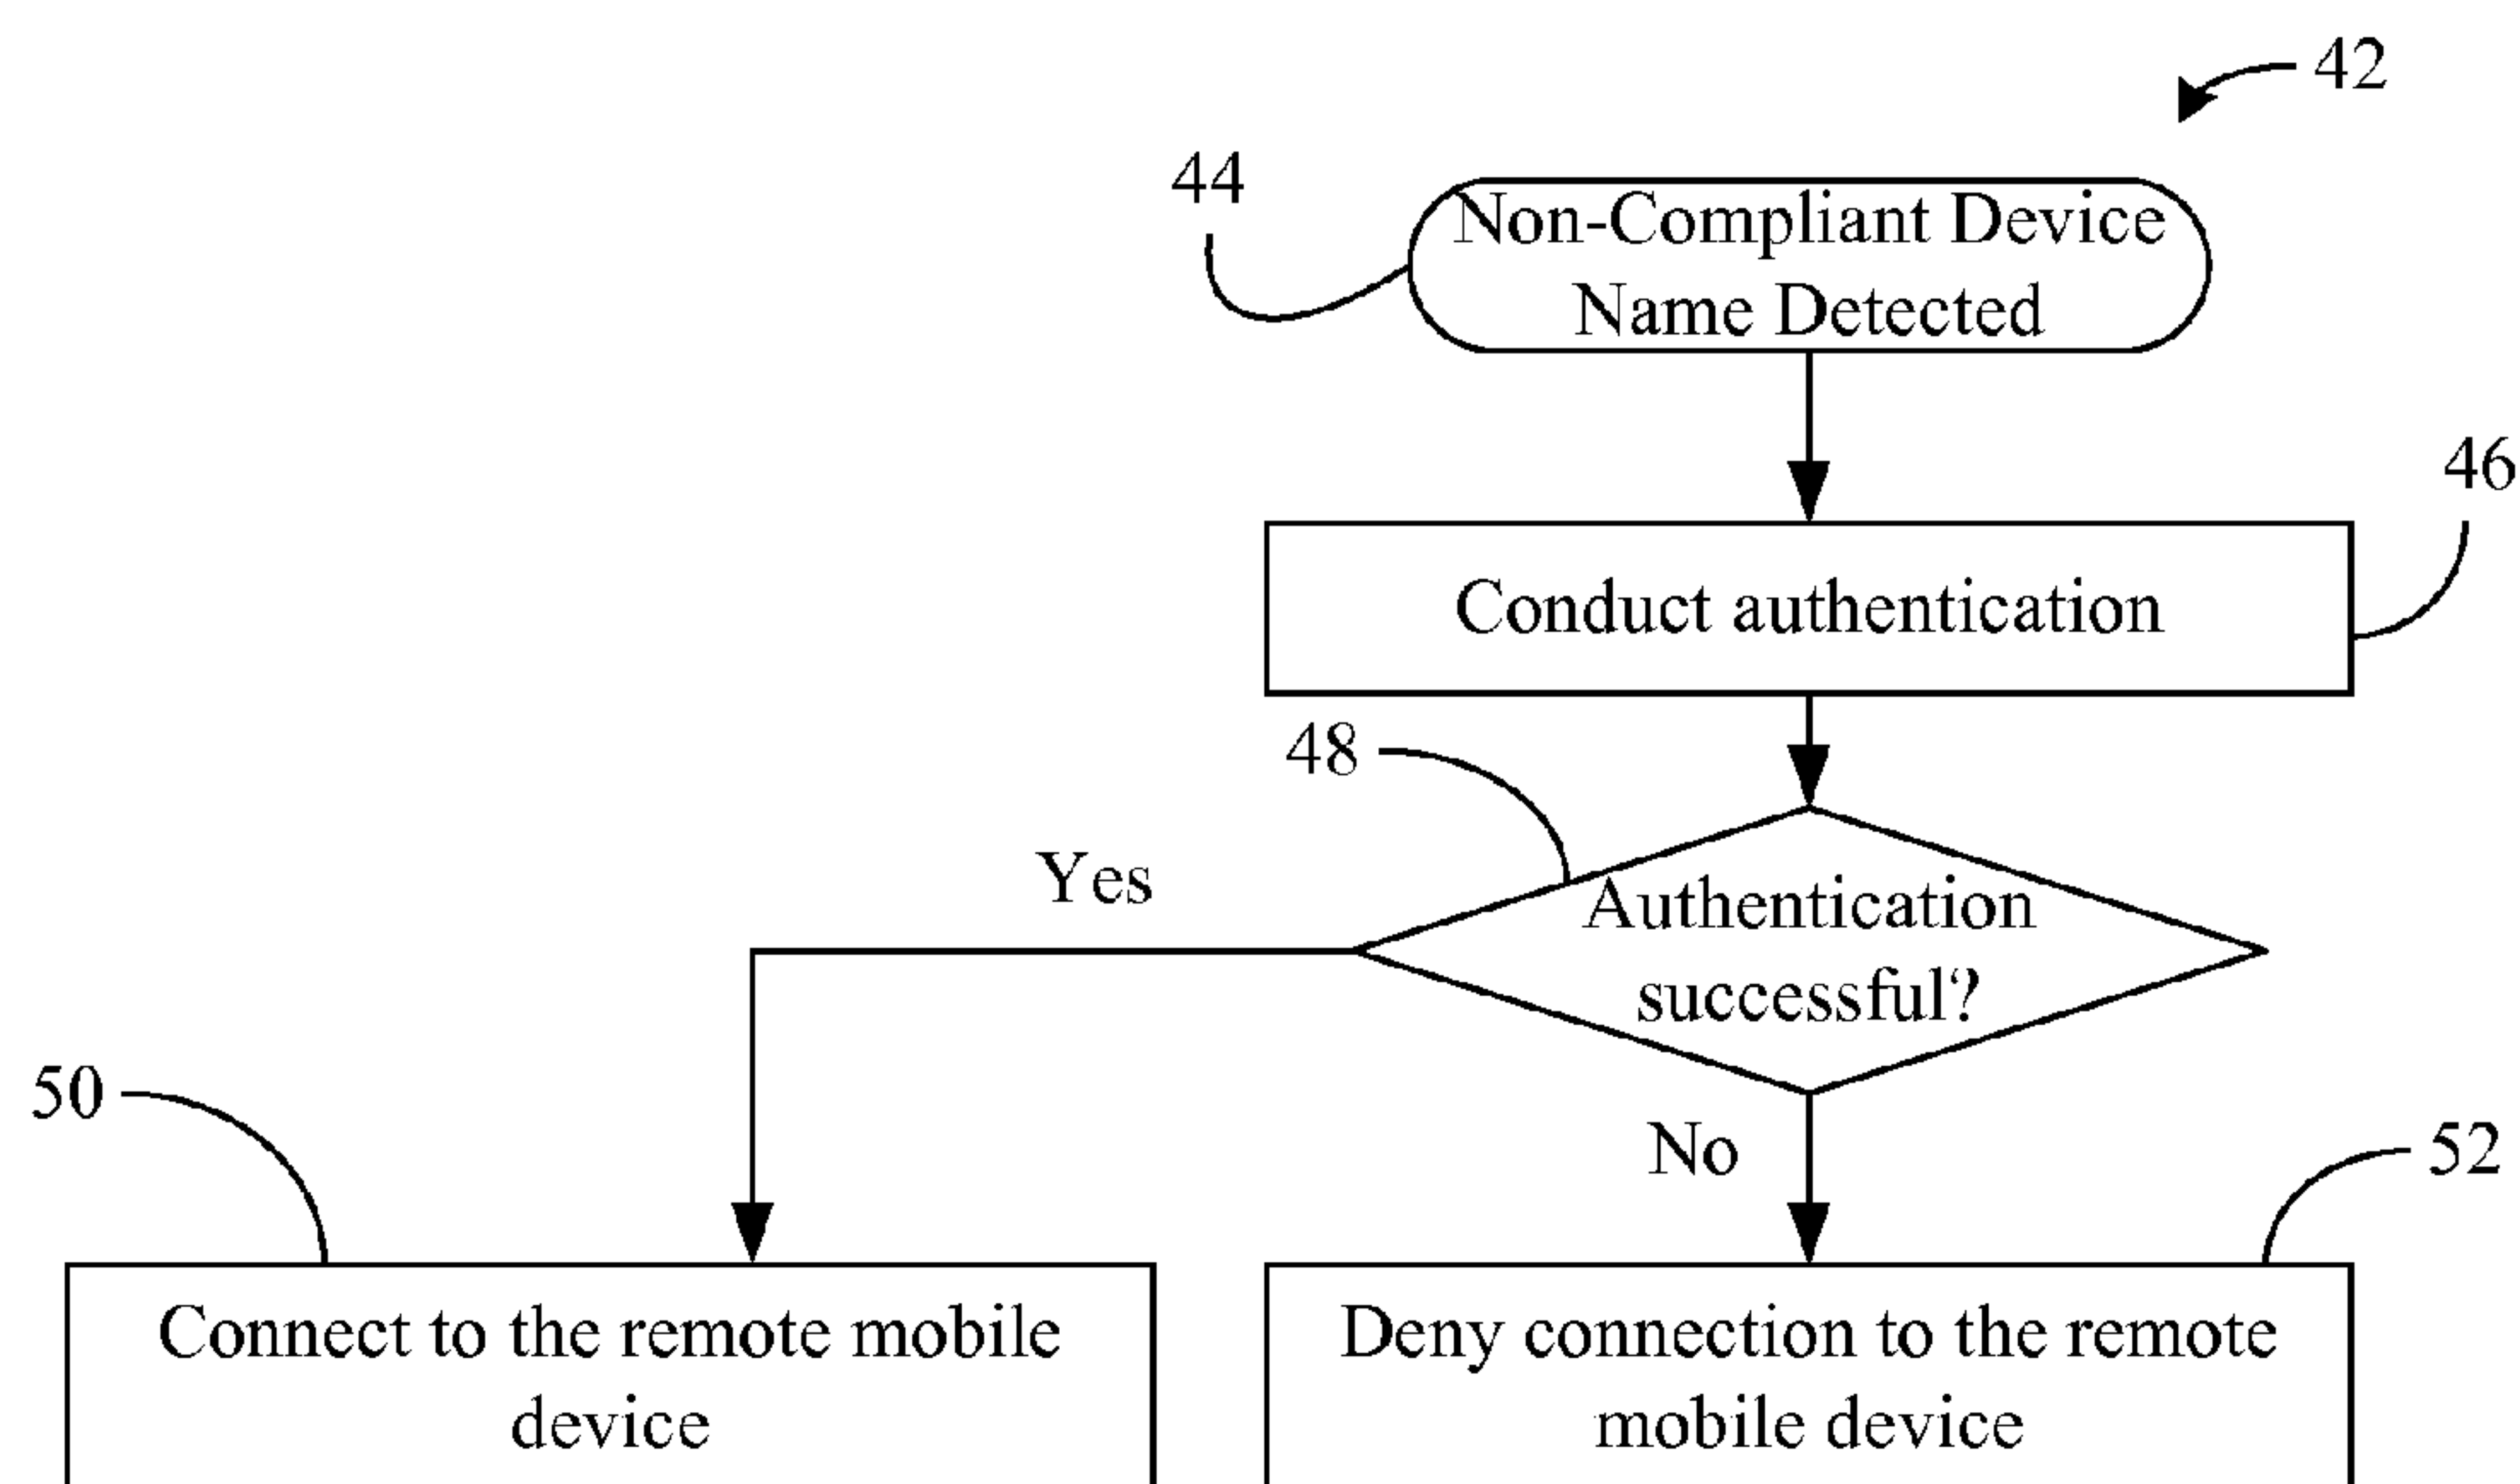 42
44
Non-Compliant Device
Name Detected
46
Conduct authentication
48
Yes
Authentication
successful?
50
No
52
Connect to the remote mobile
device
Deny connection to the remote
mobile device